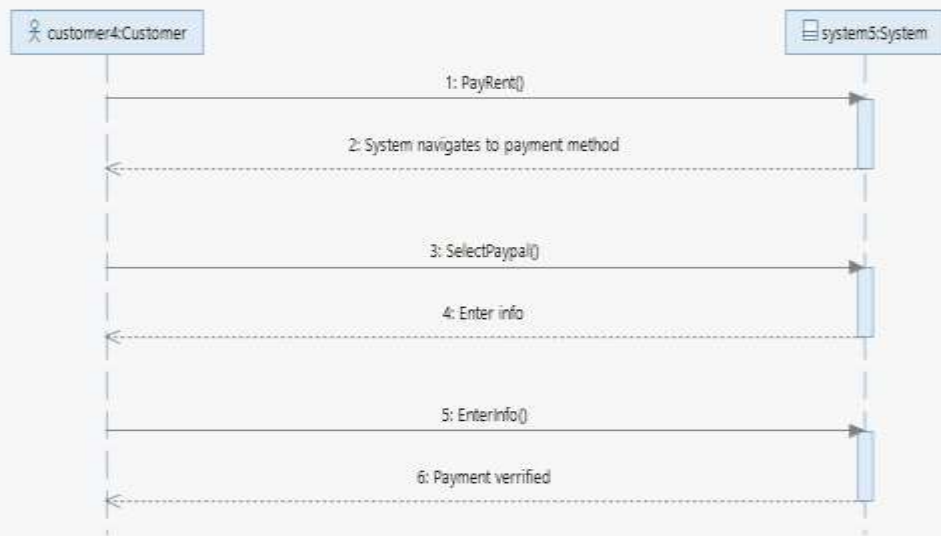 customer4:Customer
system5:System
1: PayRent()
2: System navigates to payment method
3: SelectPaypal()
4: Enter info
5: EnterInfo()
6: Payment verrified